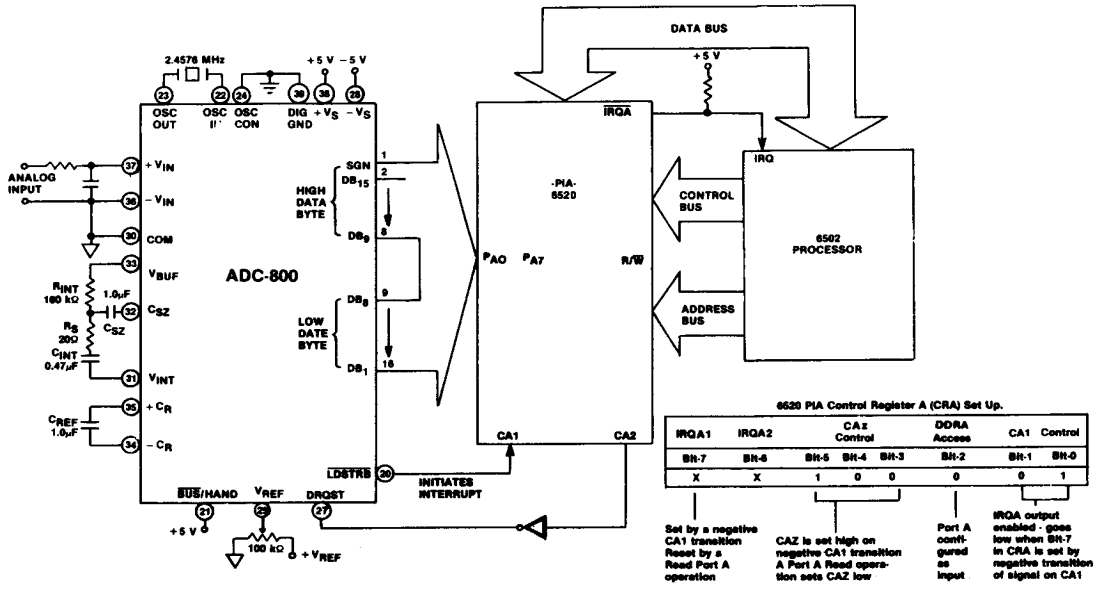 DATA BUS
2.4576 MHz
+5 V
-5 V
+5 V
23
22
24
39
38
28
OSC OUT
OSC
OSC CON
DIG GND
+VS
-VS
IRQA
IRQ
37
+ VIN
ANALOG INPUT
36
- VIN
30
COM
33
VBUF
RINT
160 kΩ
1.0µF
32
CSZ
CSZ
RS
20Ω
CINT
0.47µF
31
VINT
35
+ CR
CREF
1.0µF
34
- CR
ADC-800
SGN
1
DB15
2
HIGH DATA BYTE
DB9
8
DB8
9
LOW DATE BYTE
DB1
16
-PIA-
6520
PAO
PA7
R/W
CONTROL BUS
ADDRESS BUS
6502
PROCESSOR
CA1
CA2
LDSTRB
20
INITIATES INTERRUPT
BUS/HAND
VREF
DRQST
21
29
27
+5 V
100 kΩ
+ VREF
6520 PIA Control Register A (CRA) Set Up.
IRQA1
IRQA2
CAz Control
DDRA Access
CA1 Control
Bit-7
Bit-6
Bit-5
Bit-4
Bit-3
Bit-2
Bit-1
Bit-0
X
X
1
0
0
0
0
1
Set by a negative
CA1 transition
Reset by a
Read Port A
operation
CAZ is set high on
negative CA1 transition
A Port A Read opera-
tion sets CAZ low
Port A
confi-
gured
as
input
IRQA output
enabled - goes
low when Bit-7
in CRA is set by
negative transition
of signal on CA1